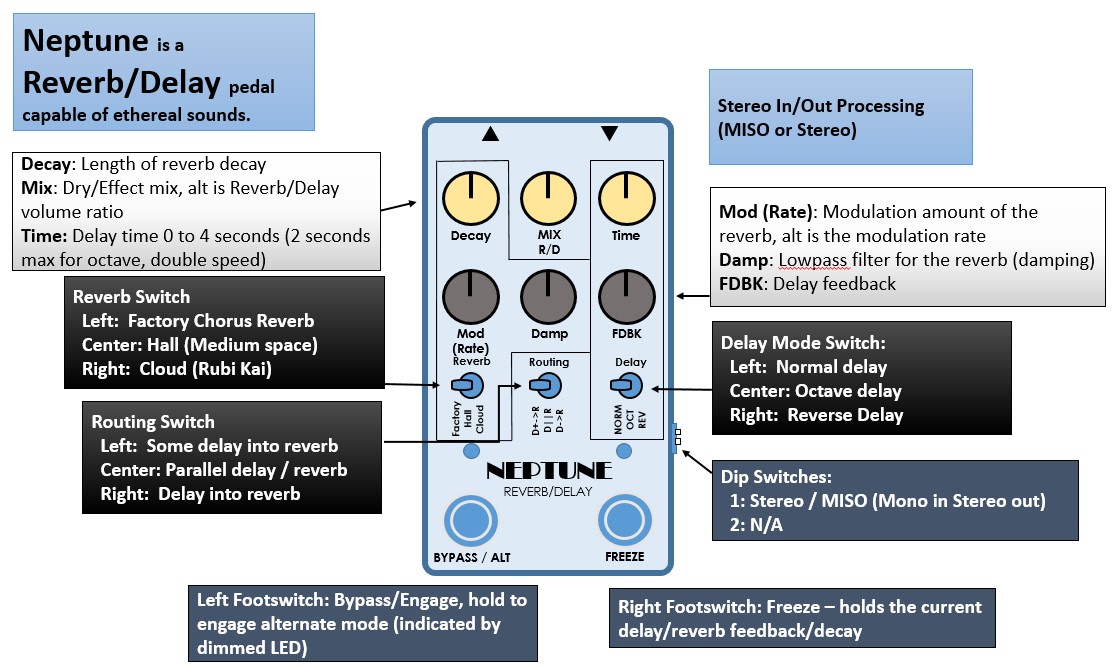 Neptune is a
Reverb/Delay pedal
capable of ethereal sounds.
Stereo In/Out Processing
(MISO or Stereo)
Decay: Length of reverb decay
Mix: Dry/Effect mix, alt is Reverb/Delay
volume ratio
Time: Delay time 0 to 4 seconds (2 seconds
max for octave, double speed)
Mod (Rate): Modulation amount of the
reverb, alt is the modulation rate
Damp: Lowpass filter for the reverb (damping)
FDBK: Delay feedback
Reverb Switch
Left: Factory Chorus Reverb
Center: Hall (Medium space)
Right: Cloud (Rubi Kai)
Delay Mode Switch:
Left: Normal delay
Center: Octave delay
Right: Reverse Delay
Routing Switch
Left: Some delay into reverb
Center: Parallel delay / reverb
Right: Delay into reverb
Dip Switches:
1: Stereo / MISO (Mono in Stereo out)
2: N/A
Decay
MIX
R/D
Time
Mod
(Rate)
Damp
FDBK
Reverb
Routing
Delay
Factory
Hall
Cloud
D+->R
D||R
D->R
NORM
OCT
REV
NEPTUNE
REVERB/DELAY
BYPASS / ALT
FREEZE
Left Footswitch: Bypass/Engage, hold to
engage alternate mode (indicated by
dimmed LED)
Right Footswitch: Freeze – holds the current
delay/reverb feedback/decay